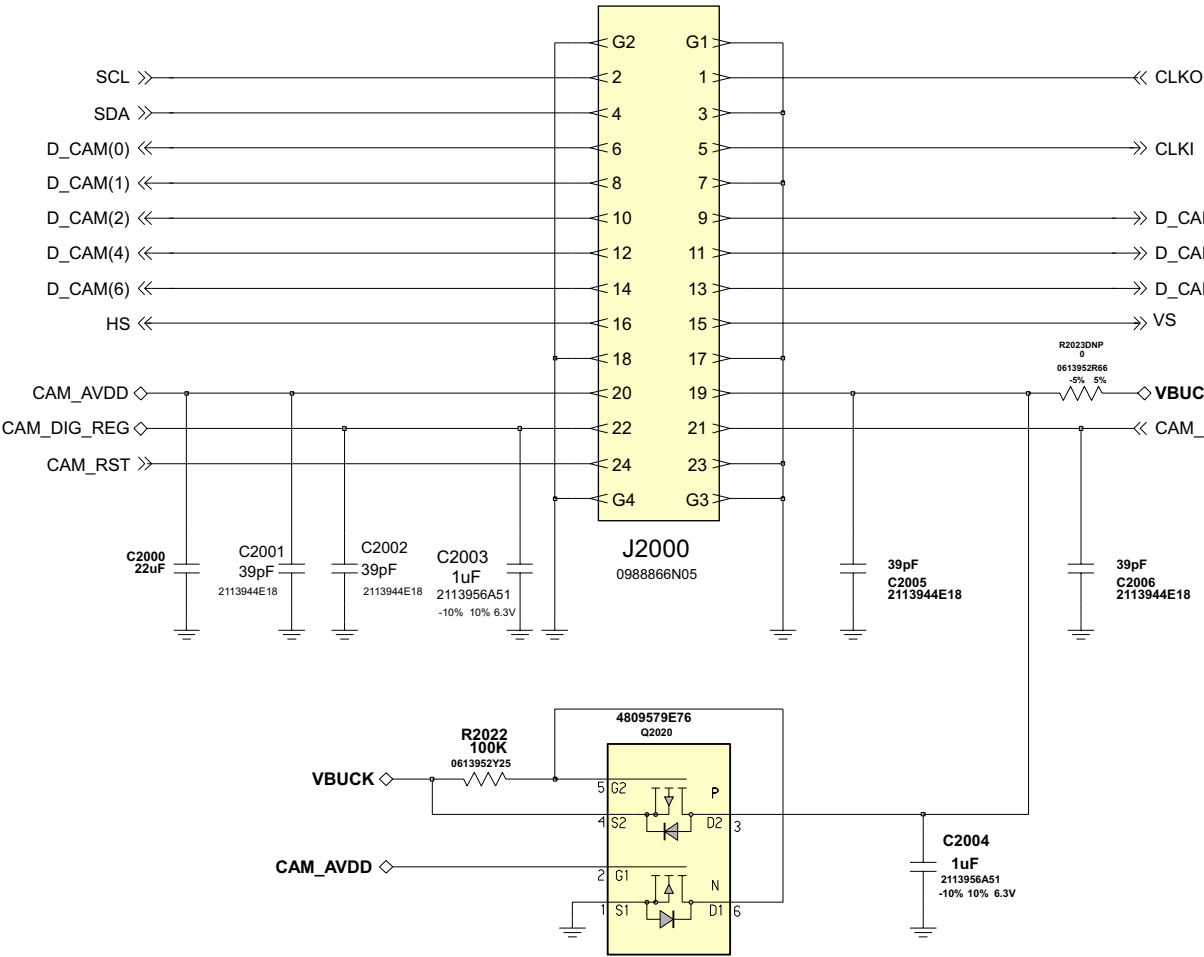 G2 G1
SCL 2 1 CLKO
SDA 4 3
D_CAM(0) 6 5 CLKI
D_CAM(1) 8 7
D_CAM(2) 10 9 D_CA
D_CAM(4) 12 11 D_CA
D_CAM(6) 14 13 D_CA
HS 16 15 VS
18 17
R2023DNP
0
0613952R66
-5% 5%
CAM_AVDD 20 19 VBUC
CAM_DIG_REG 22 21 CAM_
CAM_RST 24 23
G4 G3
J2000
0988866N05
C2000
22uF
C2001
39pF
2113944E18
C2002
39pF
2113944E18
C2003
1uF
2113956A51
-10% 10% 6.3V
39pF
C2005
2113944E18
39pF
C2006
2113944E18
4809579E76
Q2020
R2022
100K
0613952Y25
VBUCK
5 G2 P
4 S2 D2 3
CAM_AVDD
2 G1 N
1 S1 D1 6
C2004
1uF
2113956A51
-10% 10% 6.3V